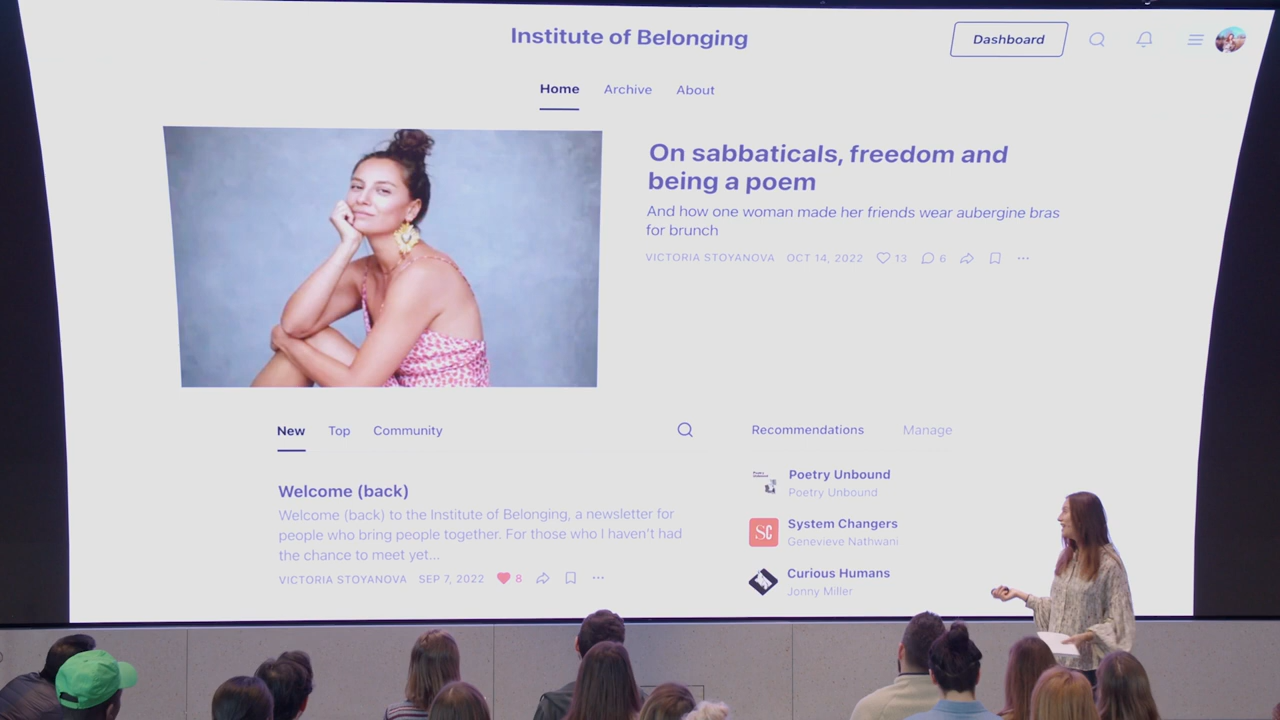 Institute of Belonging
Dashboard
Home Archive About
On sabbaticals, freedom and
being a poem
And how one woman made her friends wear aubergine bras
for brunch
VICTORIA STOYANOVA OCT 14, 2022 13 6
New Top Community
Recommendations Manage
Welcome (back)
Welcome (back) to the Institute of Belonging, a newsletter for
people who bring people together. For those who I haven't had
the chance to meet yet...
VICTORIA STOYANOVA SEP 7, 2022 8
Poetry Unbound
Poetry Unbound
SC
System Changers
Genevieve Nathwani
Curious Humans
Jonny Miller